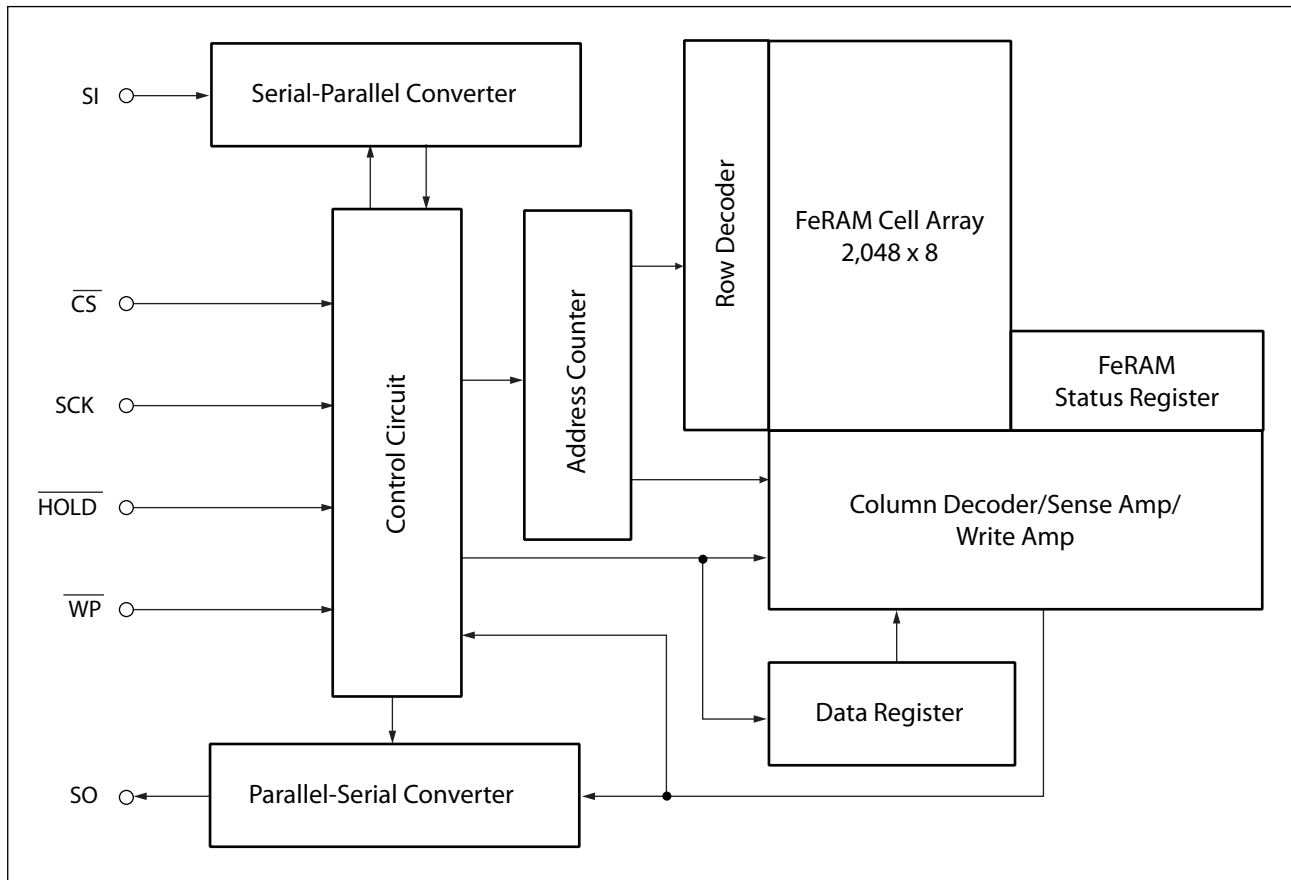 SI
Serial-Parallel Converter
CS
SCK
HOLD
WP
SO
Control Circuit
Address Counter
Row Decoder
FeRAM Cell Array
2,048 x 8
FeRAM
Status Register
Column Decoder/Sense Amp/
Write Amp
Data Register
Parallel-Serial Converter